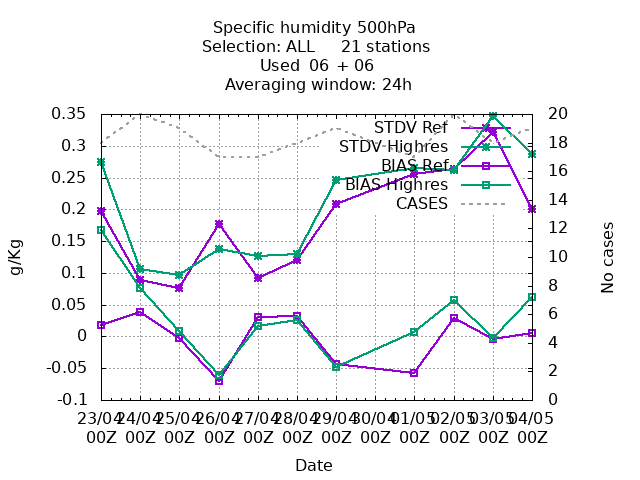 Specific humidity 500hPa
Selection: ALL 21 stations
Used 06 + 06
Averaging window: 24h
0.35
0.3
0.25
0.2
0.15
0.1
0.05
0
-0.05
-0.1
g/Kg
20
18
16
14
12
10
8
6
4
2
0
No cases
STDV Ref
STDV Highres
BIAS Ref
BIAS Highres
CASES
23/04 24/04 25/04 26/04 27/04 28/04 29/04 30/04 01/05 02/05 03/05 04/05
00Z 00Z 00Z 00Z 00Z 00Z 00Z 00Z 00Z 00Z 00Z 00Z
Date